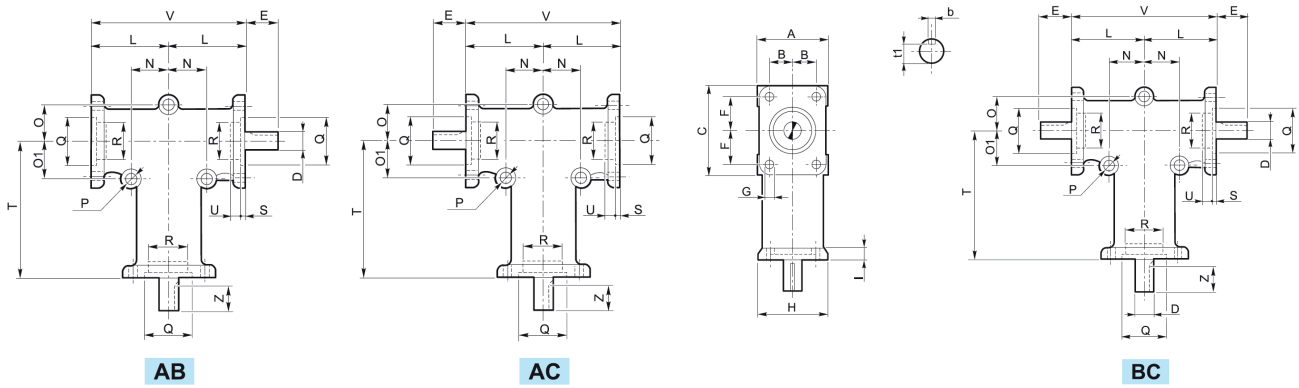 V E
L L
N N
O
Q R R Q
O1
D
T
P
U S
R
Z
Q
AB
E V
L L
N N
O
Q R R Q
O1
T
P
U S
R
Z
Q
AC
A
B B
C
F
F
G
I
H
b
t1
E V E
L L
N N
O
Q R R Q
O1
D
T
P
U S
R
Z
D
Q
BC